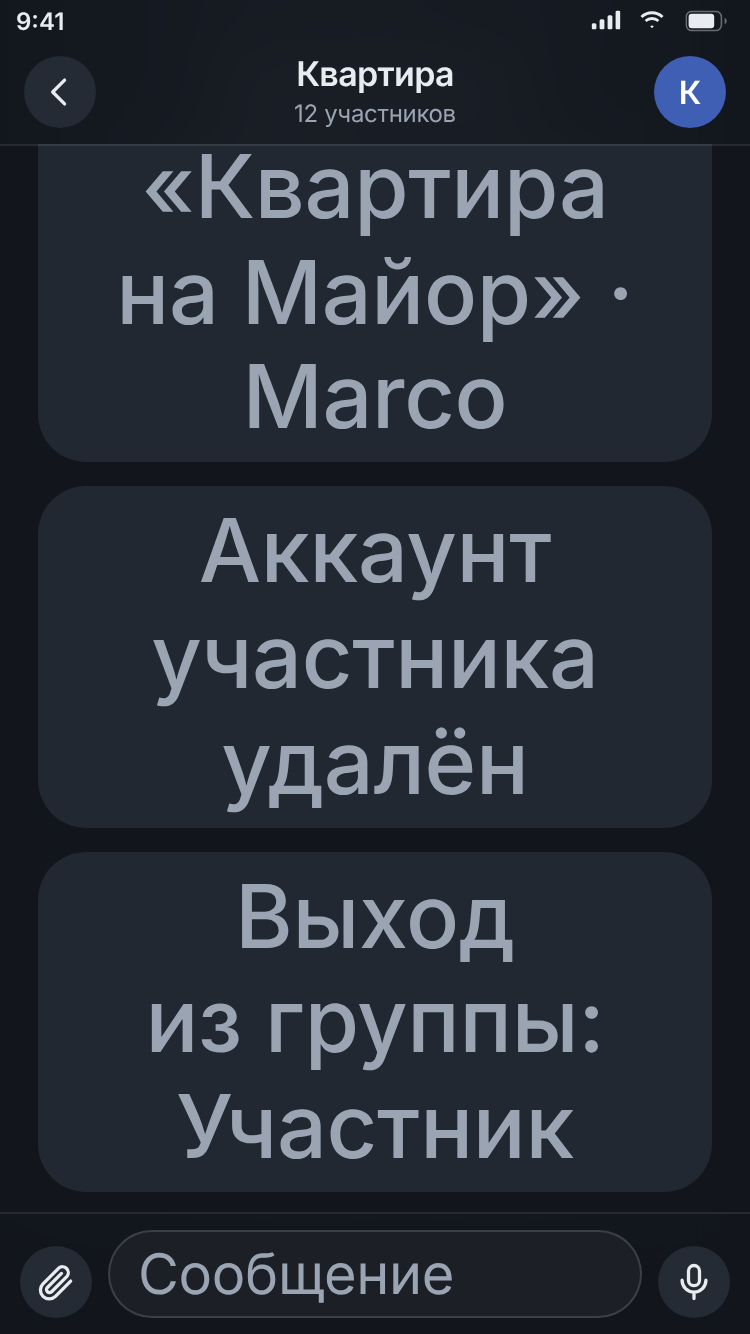 9:41
Квартира
12 участников
К
«Квартира
на Майор» ·
Marco
Аккаунт
участника
удалён
Выход
из группы:
Участник
Сообщение